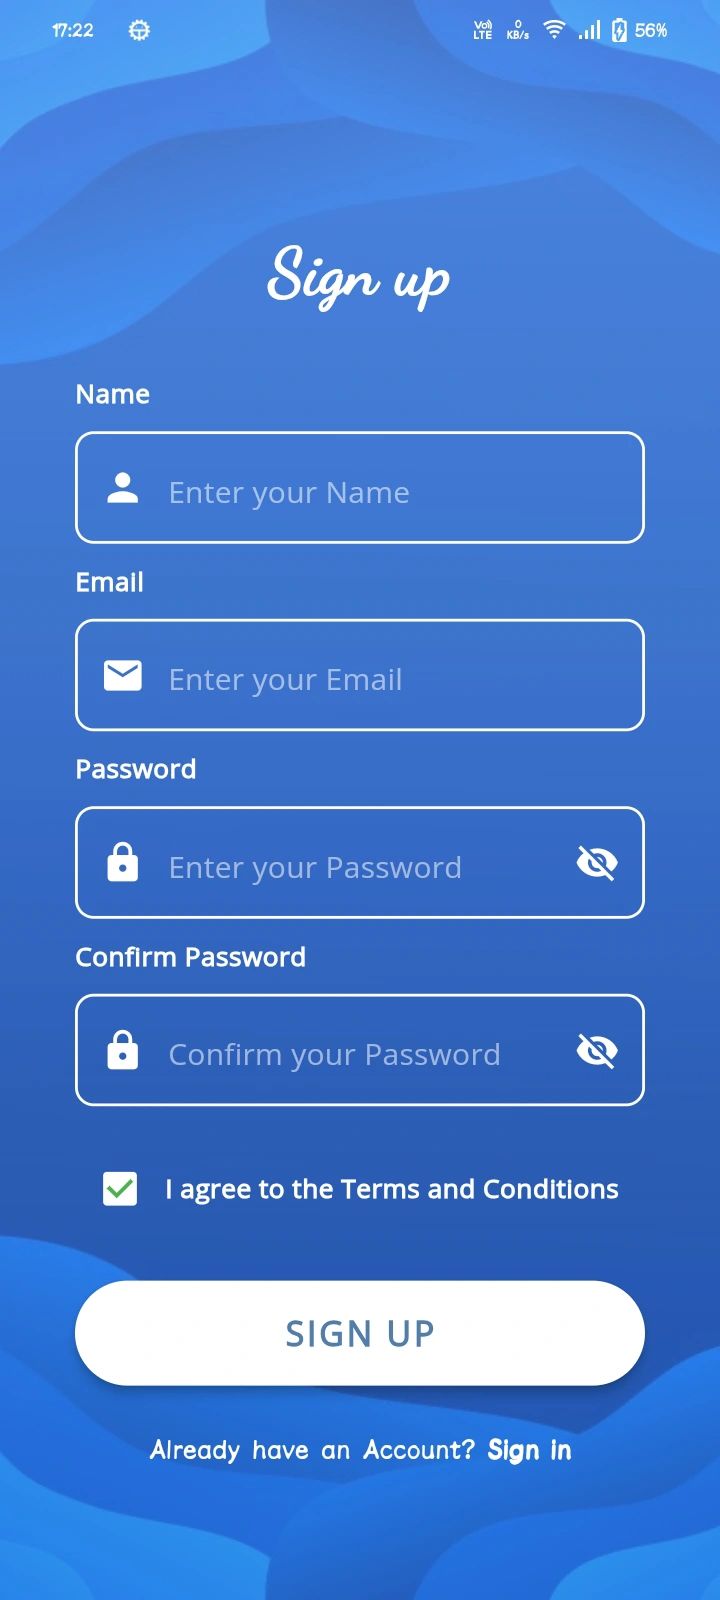 17:22 Vo)) LTE 0 KB/s 56%
Sign up
Name
Enter your Name
Email
Enter your Email
Password
Enter your Password
Confirm Password
Confirm your Password
I agree to the Terms and Conditions
SIGN UP
Already have an Account? Sign in